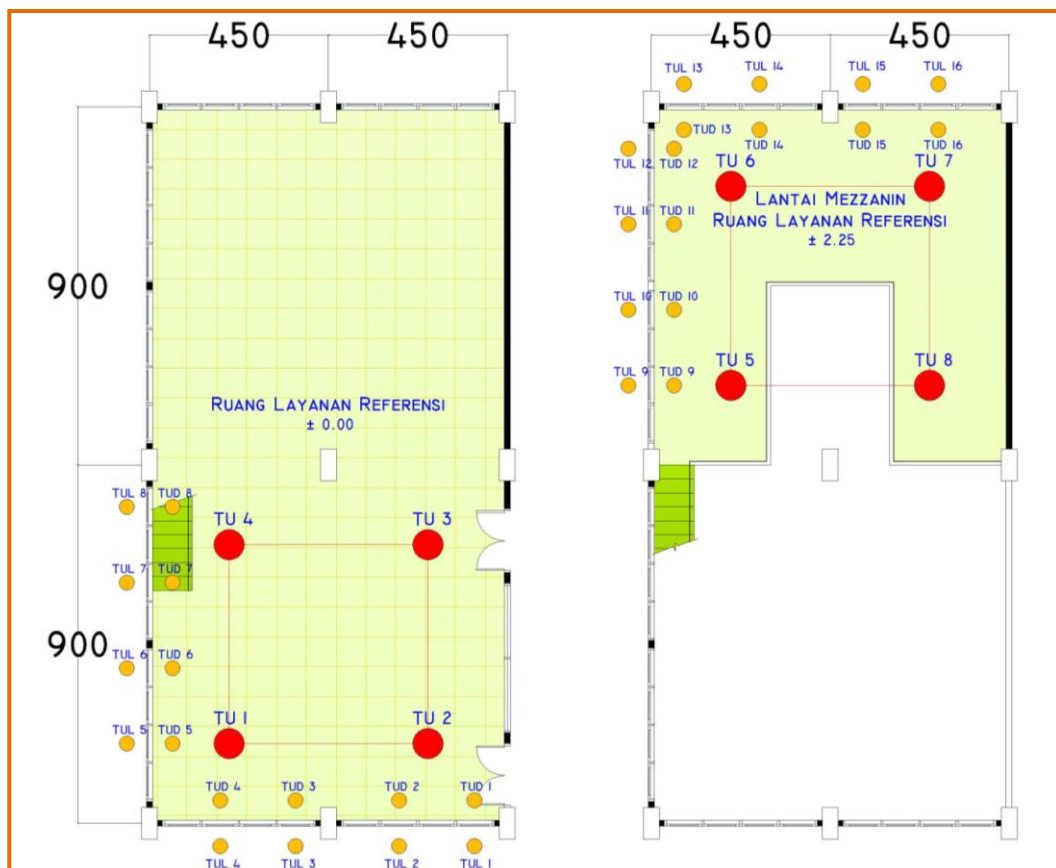 450 450
900
RUANG LAYANAN REFERENSI
± 0.00
TUL 8 TUD 8
TU 4 TU 3
TUL 7 TUD 7
900
TUL 6 TUD 6
TU 1 TU 2
TUL 5 TUD 5
TUD 4 TUD 3 TUD 2 TUD 1
TUL 4 TUL 3 TUL 2 TUL 1
450 450
TUL 13 TUL 14 TUL 15 TUL 16
TUD 13
TUD 14 TUD 15 TUD 16
TUL 12 TUD 12
TU 6 TU 7
LANTAI MEZZANIN
TUL 11 TUD 11
RUANG LAYANAN REFERENSI
± 2.25
TUL 10 TUD 10
TU 5 TU 8
TUL 9 TUD 9